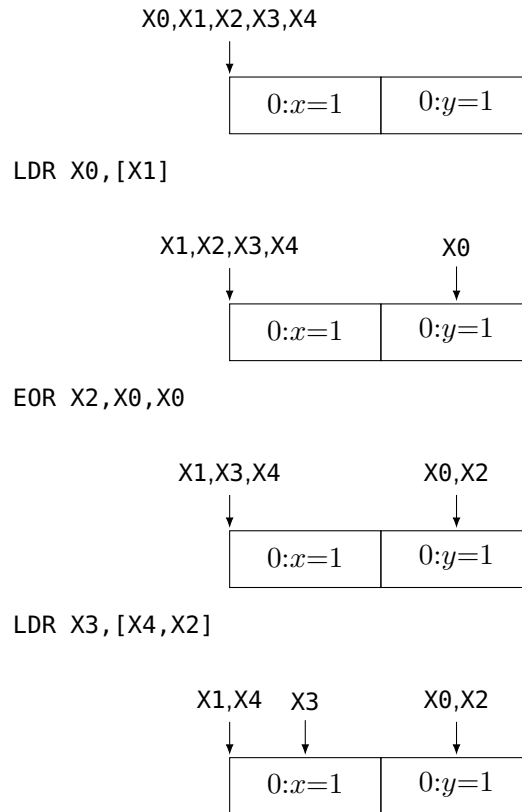 X0,X1,X2,X3,X4
0:x=1 0:y=1
LDR X0,[X1]
X1,X2,X3,X4 X0
0:x=1 0:y=1
EOR X2,X0,X0
X1,X3,X4 X0,X2
0:x=1 0:y=1
LDR X3,[X4,X2]
X1,X4 X3 X0,X2
0:x=1 0:y=1